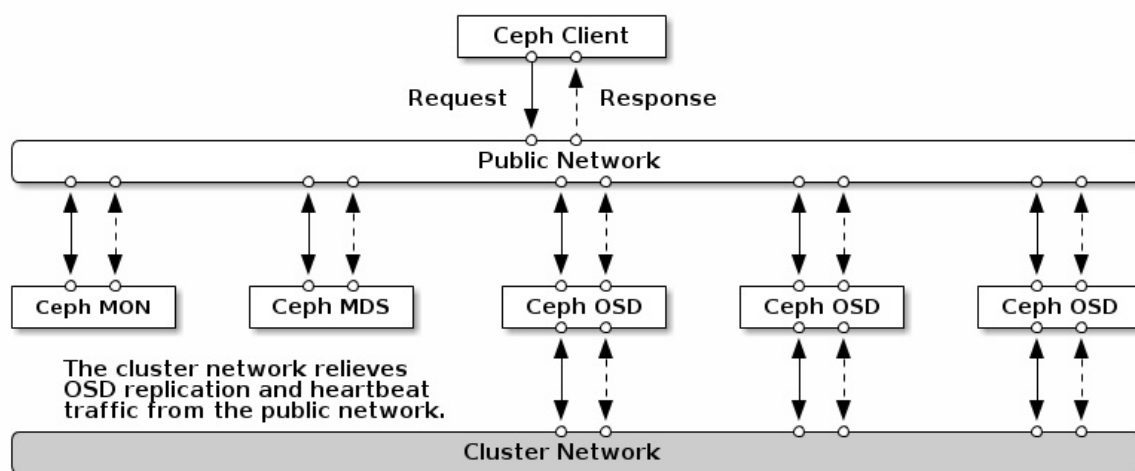 Ceph Client
Request
Response
Public Network
Ceph MON
Ceph MDS
Ceph OSD
Ceph OSD
Ceph OSD
The cluster network relieves
OSD replication and heartbeat
traffic from the public network.
Cluster Network